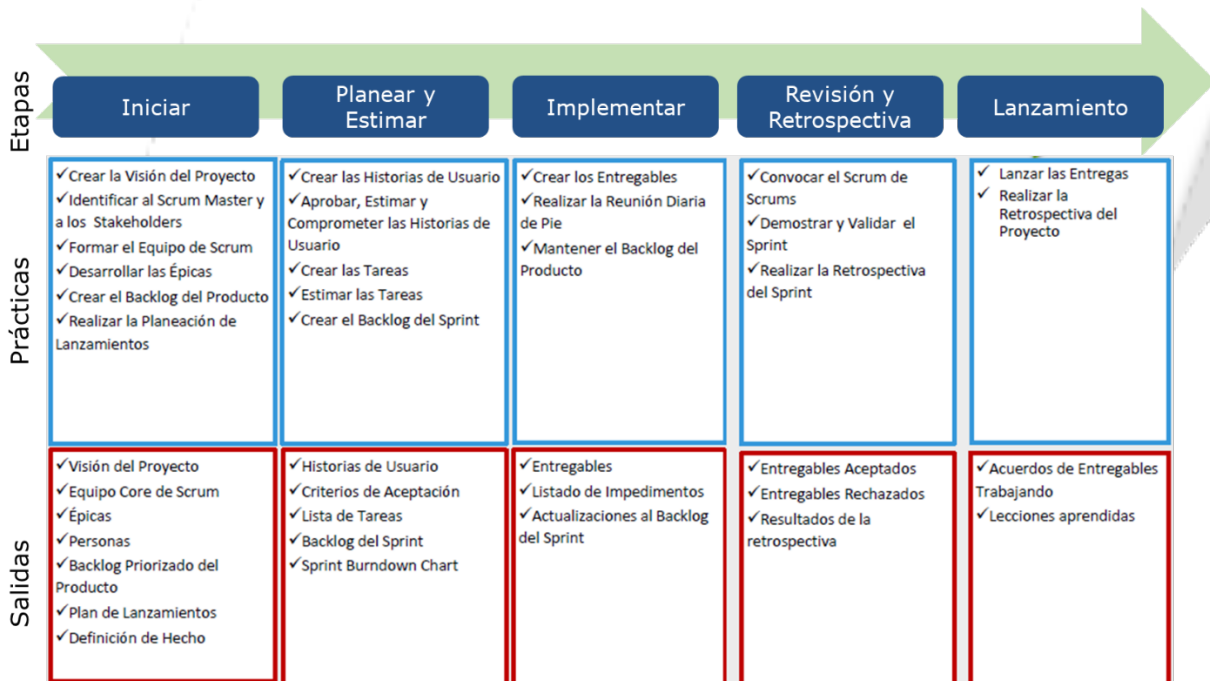 Etapas
Iniciar
Planear y
Estimar
Implementar
Revisión y
Retrospectiva
Lanzamiento
Prácticas
✓Crear la Visión del Proyecto
✓Identificar al Scrum Master y
a los Stakeholders
✓Formar el Equipo de Scrum
✓Desarrollar las Épicas
✓Crear el Backlog del Producto
✓Realizar la Planeación de
Lanzamientos
✓Crear las Historias de Usuario
✓Aprobar, Estimar y
Comprometer las Historias de
Usuario
✓Crear las Tareas
✓Estimar las Tareas
✓Crear el Backlog del Sprint
✓Crear los Entregables
✓Realizar la Reunión Diaria
de Pie
✓Mantener el Backlog del
Producto
✓Convocar el Scrum de
Scrums
✓Demostrar y Validar el
Sprint
✓Realizar la Retrospectiva
del Sprint
✓ Lanzar las Entregas
✓ Realizar la
Retrospectiva del
Proyecto
Salidas
✓Visión del Proyecto
✓Equipo Core de Scrum
✓Épicas
✓Personas
✓Backlog Priorizado del
Producto
✓Plan de Lanzamientos
✓Definición de Hecho
✓Historias de Usuario
✓Criterios de Aceptación
✓Lista de Tareas
✓Backlog del Sprint
✓Sprint Burndown Chart
✓Entregables
✓Listado de Impedimentos
✓Actualizaciones al Backlog
del Sprint
✓Entregables Aceptados
✓Entregables Rechazados
✓Resultados de la
retrospectiva
✓Acuerdos de Entregables
Trabajando
✓Lecciones aprendidas